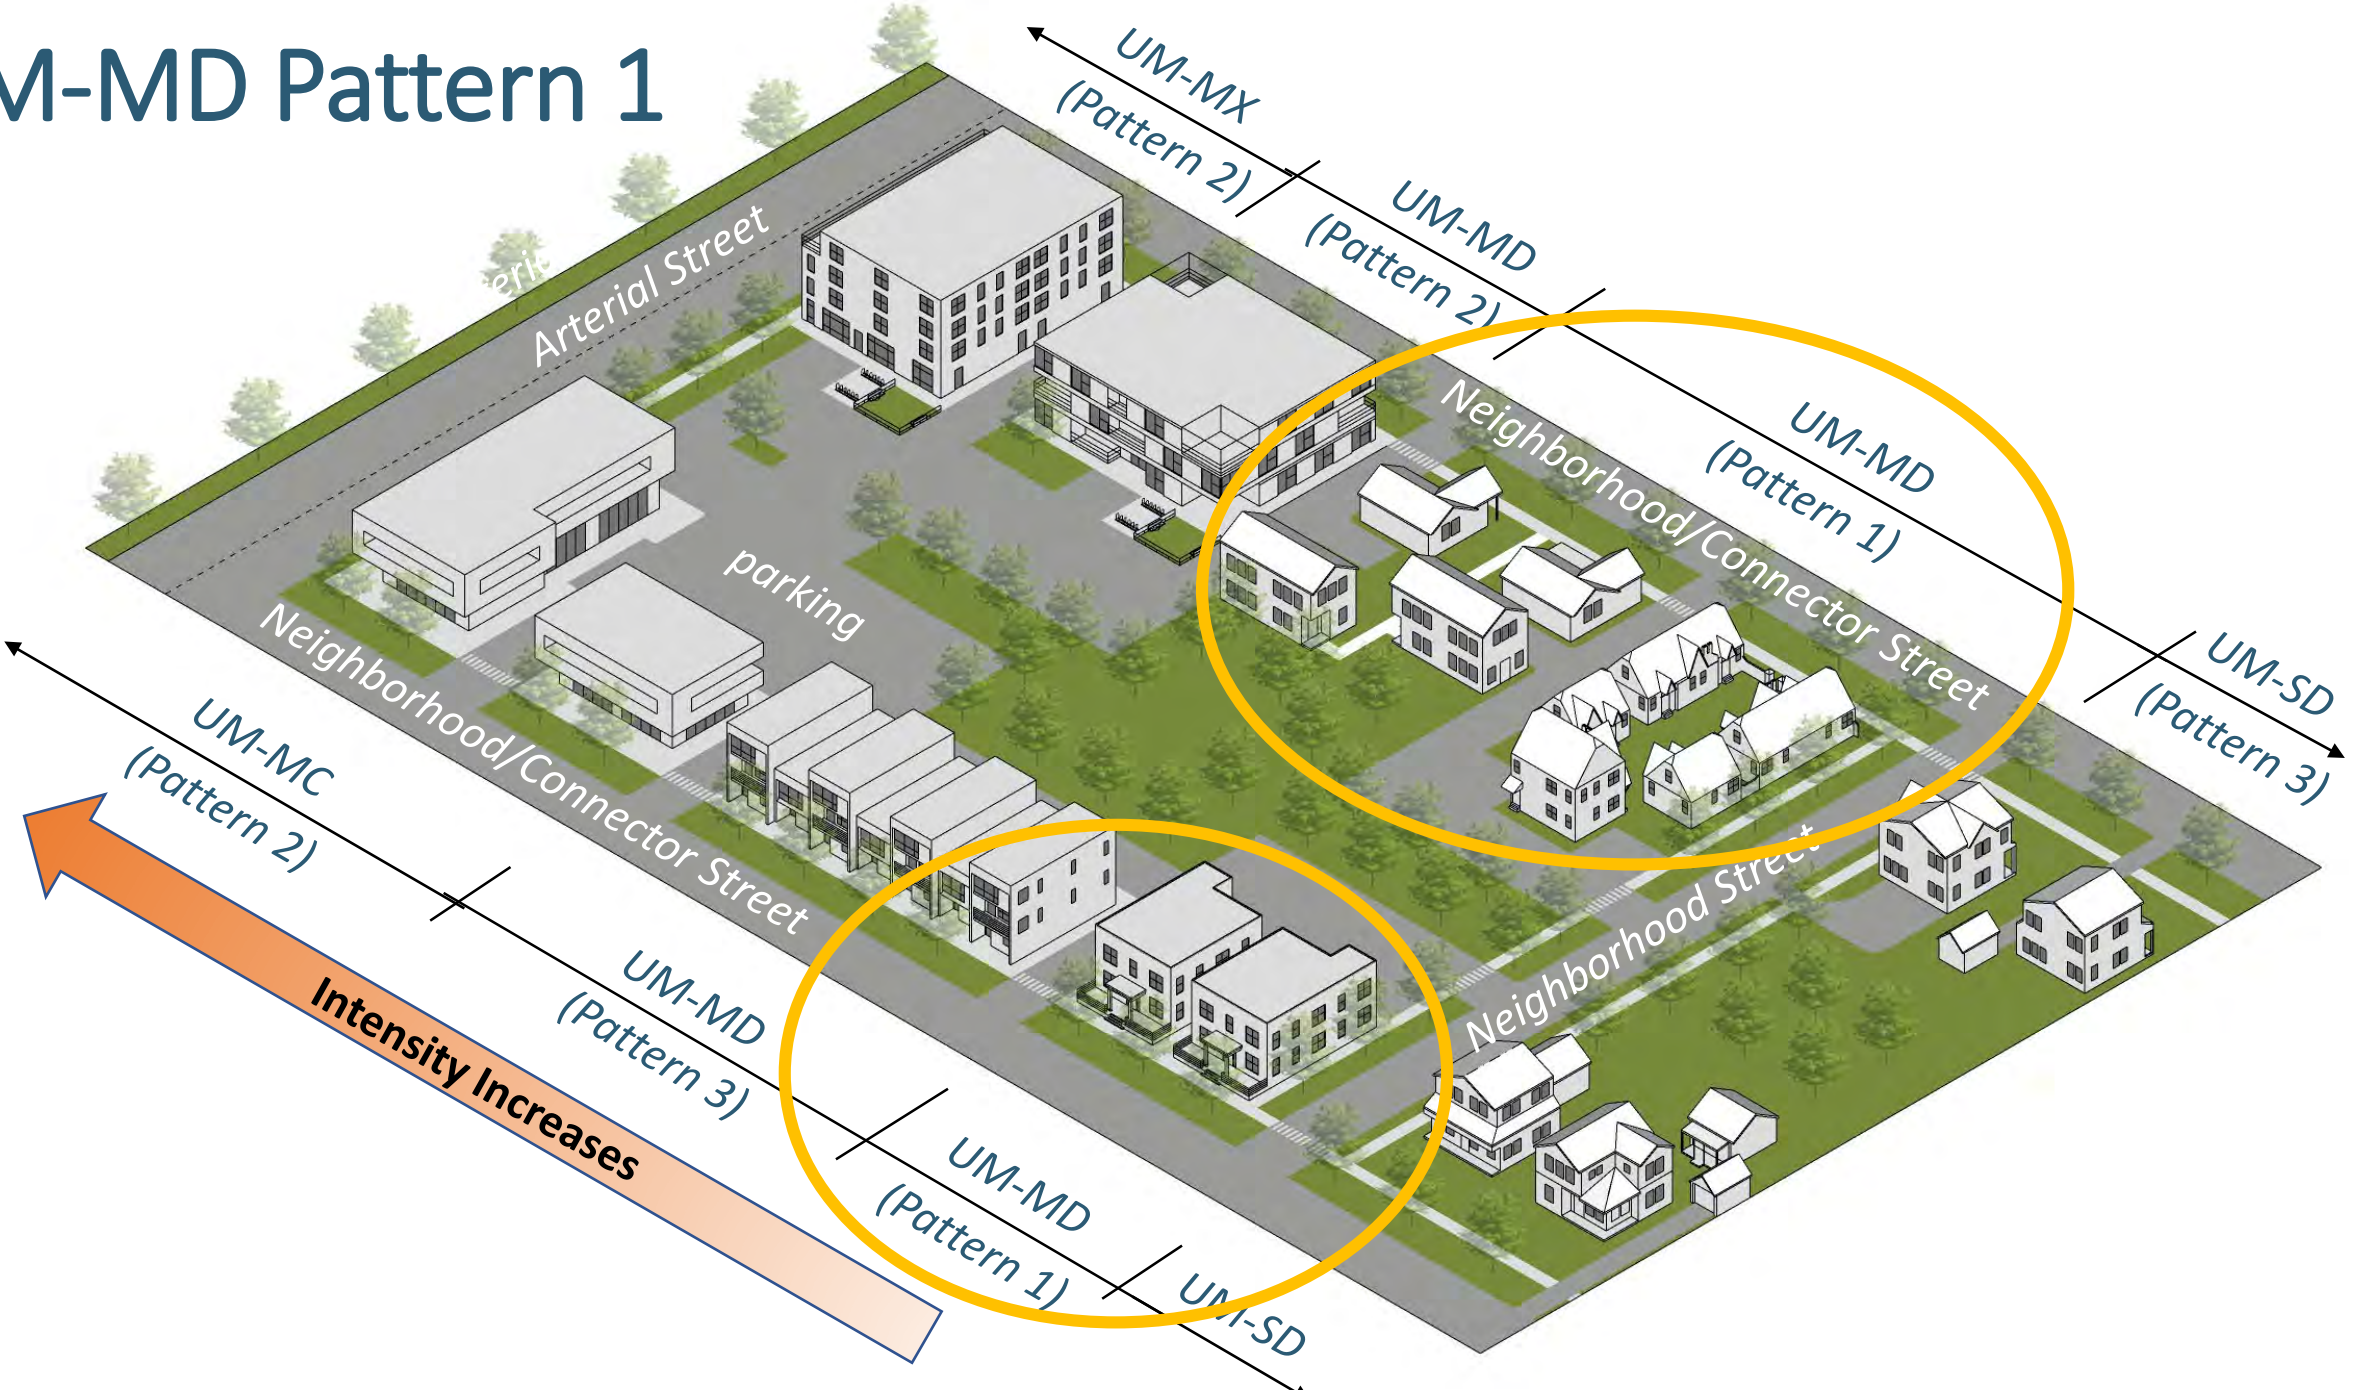 M-MD Pattern 1
UM-MX
(Pattern 2)
UM-MD
(Pattern 2)
UM-MD
(Pattern 1)
UM-SD
(Pattern 3)
Arterial Street
Neighborhood/Connector Street
parking
Neighborhood/Connector Street
Neighborhood Street
UM-MC
(Pattern 2)
UM-MD
(Pattern 3)
UM-MD
(Pattern 1)
UM-SD
Intensity Increases